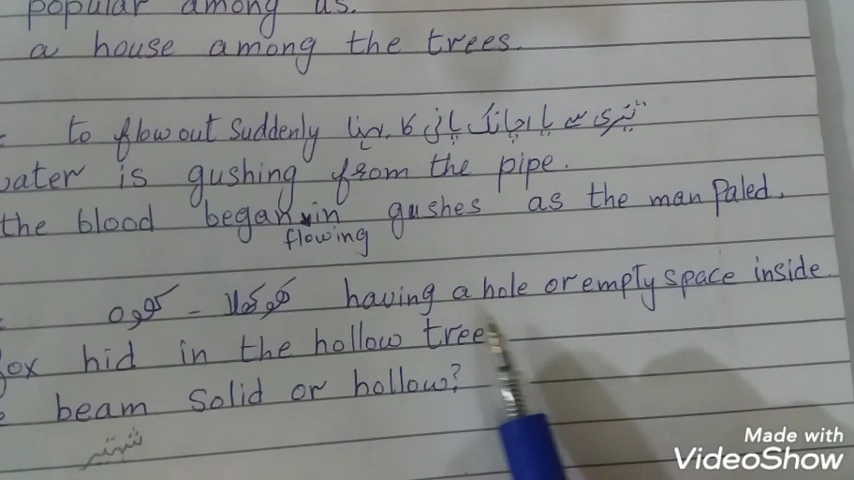 popular among us.
a house among the trees.
to flow out suddenly تیزی سے یا اچانک پانی کا بہنا
water is gushing from the pipe.
the blood began in gushes as the man paled.
flowing
کھوکھلا - کھوہ having a hole or empty space inside.
fox hid in the hollow tree
beam solid or hollow?
شہتیر
Made with
VideoShow